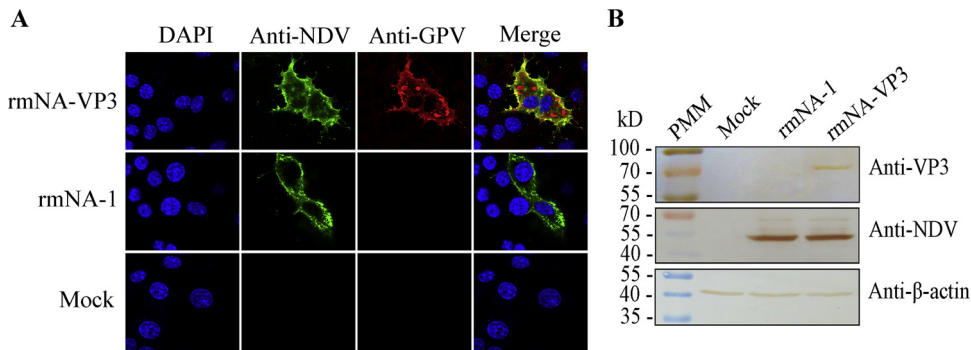 A
DAPI Anti-NDV Anti-GPV Merge
rmNA-VP3
rmNA-1
Mock
B
kD
PMM
Mock
rmNA-1
rmNA-VP3
100 -
70 -
55 -
Anti-VP3
70 -
55 -
40 -
Anti-NDV
55 -
40 -
35 -
Anti-β-actin